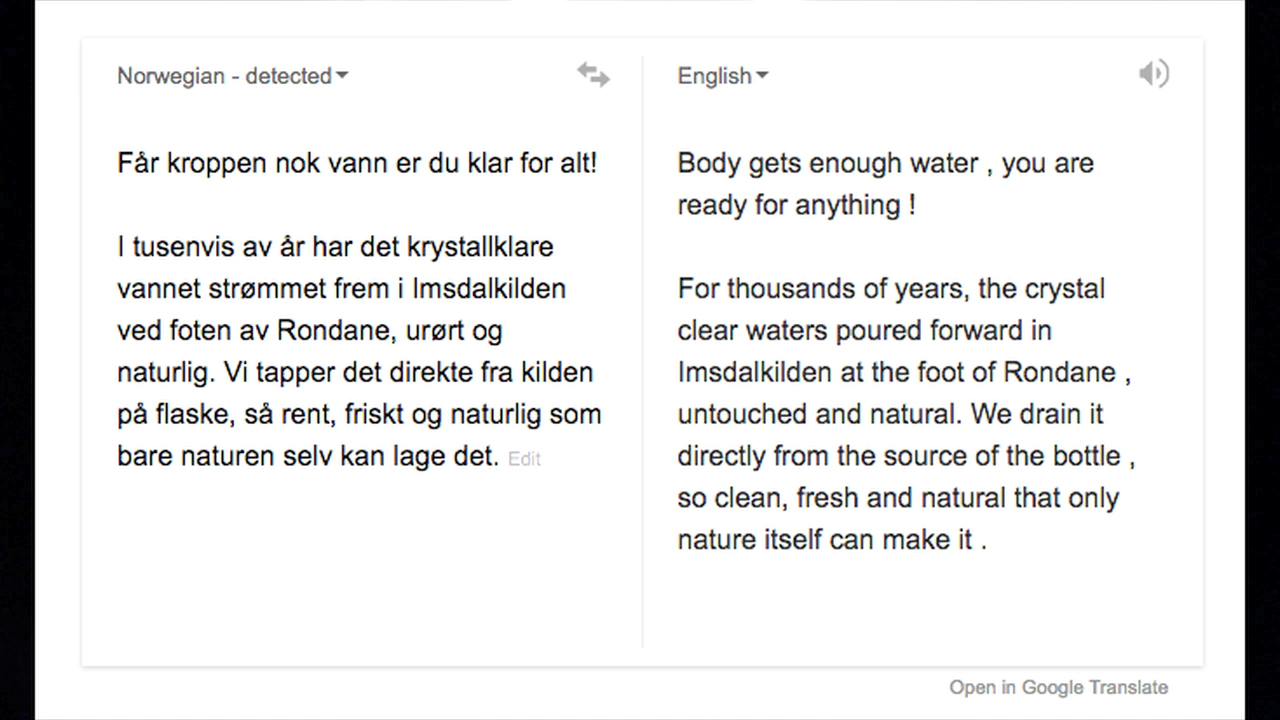 Norwegian - detected
Får kroppen nok vann er du klar for alt!
I tusenvis av år har det krystallklare
vannet strømmet frem i Imsdalkilden
ved foten av Rondane, urørt og
naturlig. Vi tapper det direkte fra kilden
på flaske, så rent, friskt og naturlig som
bare naturen selv kan lage det. Edit
English
Body gets enough water , you are
ready for anything !
For thousands of years, the crystal
clear waters poured forward in
Imsdalkilden at the foot of Rondane ,
untouched and natural. We drain it
directly from the source of the bottle ,
so clean, fresh and natural that only
nature itself can make it .
Open in Google Translate